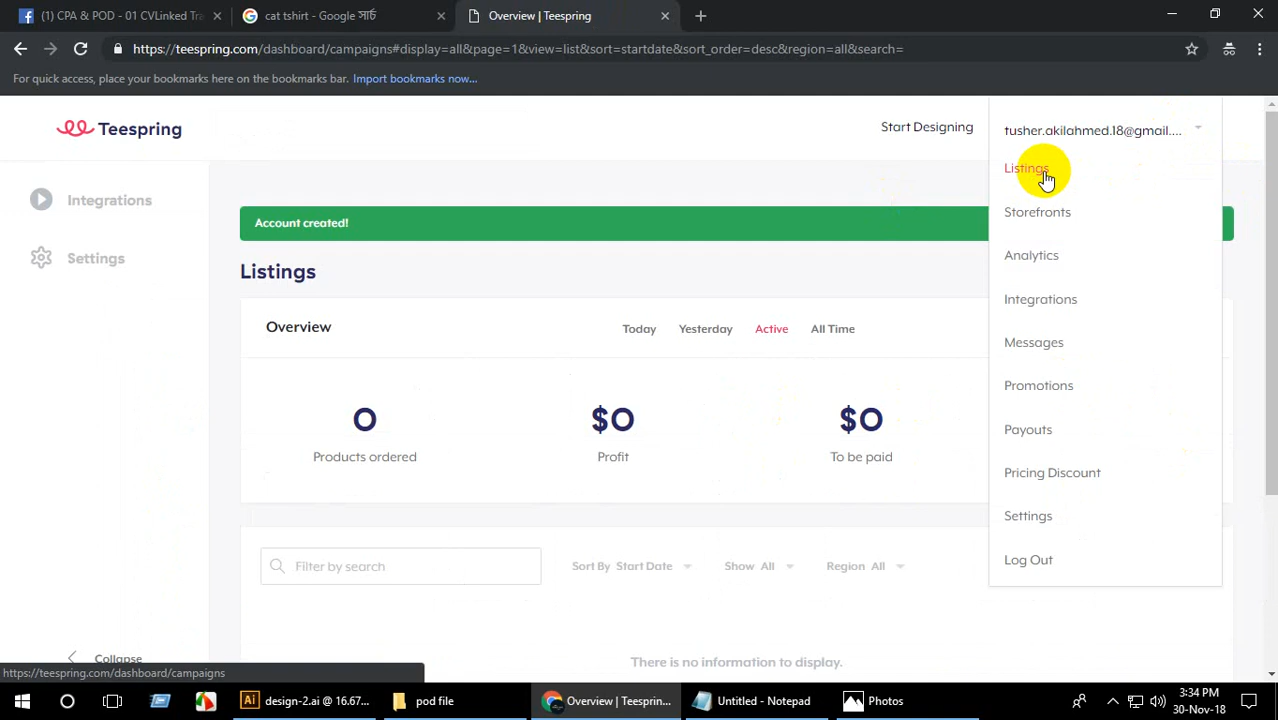 (1) CPA & POD - 01 CVLinked Tra
cat tshirt - Google সার্চ
Overview | Teespring
https://teespring.com/dashboard/campaigns#display=all&page=1&view=list&sort=startdate&sort_order=desc&region=all&search=
For quick access, place your bookmarks here on the bookmarks bar. Import bookmarks now...
Teespring
Start Designing
tusher.akilahmed.18@gmail....
Listings
Integrations
Storefronts
Account created!
Settings
Analytics
Listings
Integrations
Overview
Today
Yesterday
Active
All Time
Messages
Promotions
0
$0
$0
Payouts
Products ordered
Profit
To be paid
Pricing Discount
Settings
Filter by search
Sort By Start Date
Show All
Region All
Log Out
Collapse
There is no information to display.
https://teespring.com/dashboard/campaigns
Ai design-2.ai @ 16.67...
pod file
Overview | Teesprin...
Untitled - Notepad
Photos
3:34 PM
30-Nov-18